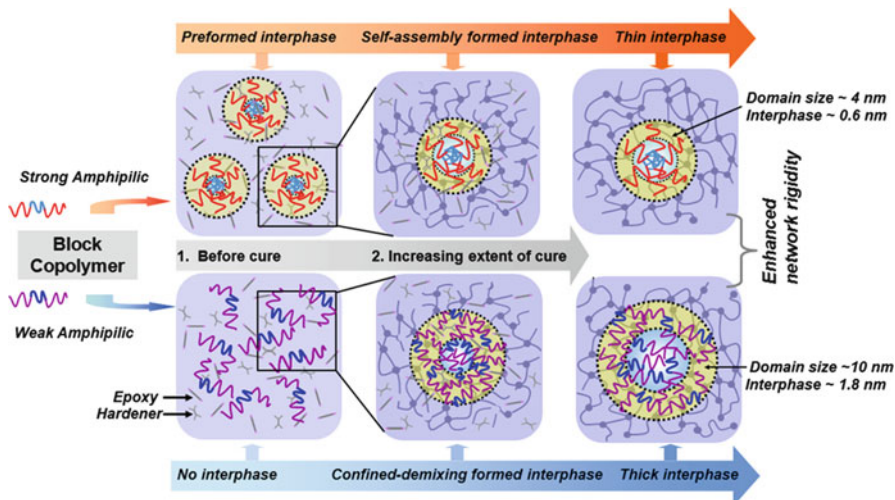 Preformed interphase
Self-assembly formed interphase
Thin interphase
Domain size ~ 4 nm
Interphase ~ 0.6 nm
Strong Amphipilic
Block
Copolymer
1. Before cure
2. Increasing extent of cure
Enhanced
network rigidity
Weak Amphipilic
Domain size ~10 nm
Interphase ~ 1.8 nm
Epoxy
Hardener
No interphase
Confined-demixing formed interphase
Thick interphase